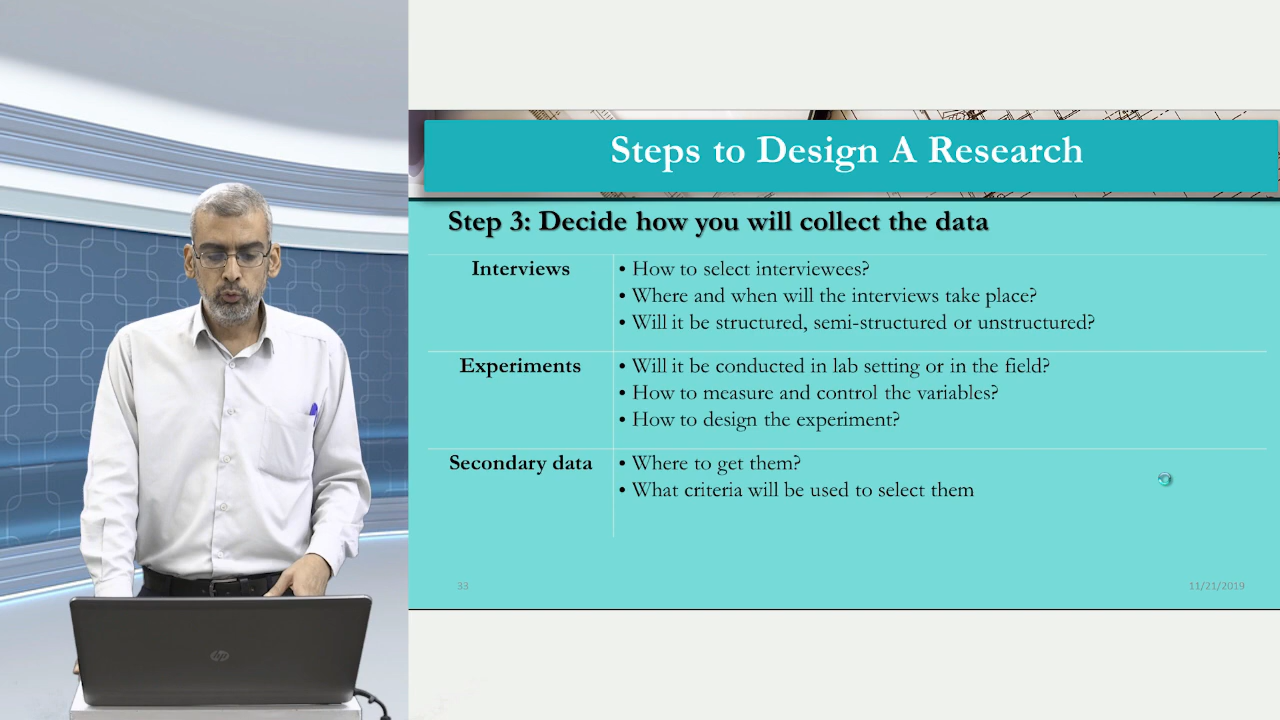 Steps to Design A Research
Step 3: Decide how you will collect the data
Interviews
• How to select interviewees?
• Where and when will the interviews take place?
• Will it be structured, semi-structured or unstructured?
Experiments
• Will it be conducted in lab setting or in the field?
• How to measure and control the variables?
• How to design the experiment?
Secondary data
• Where to get them?
• What criteria will be used to select them
33
11/21/2019
hp